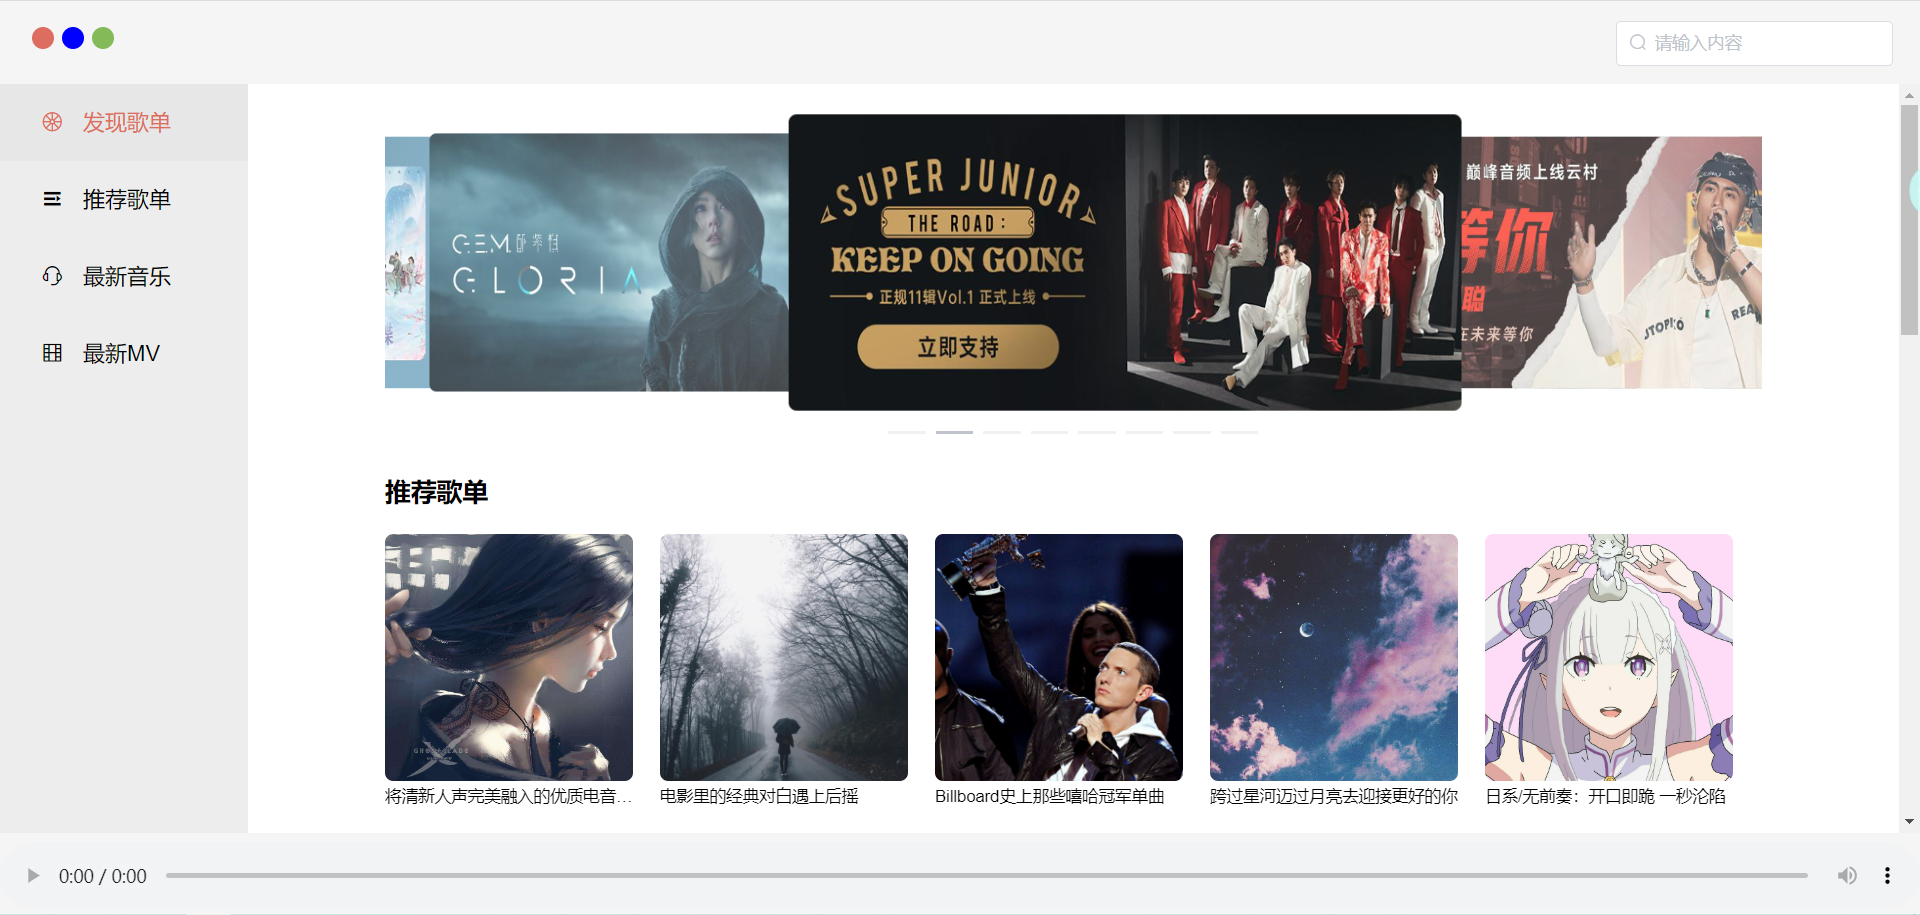 请输入内容
发现歌单
推荐歌单
最新音乐
最新MV
G.E.M.邓紫棋
GLORIA
SUPER JUNIOR
THE ROAD:
KEEP ON GOING
正规11辑Vol.1 正式上线
立即支持
巅峰音频上线云村
等你
聪
在未来等你
推荐歌单
将清新人声完美融入的优质电音...
电影里的经典对白遇上后摇
Billboard史上那些嘻哈冠军单曲
跨过星河迈过月亮去迎接更好的你
日系/无前奏：开口即跪 一秒沦陷
0:00 / 0:00